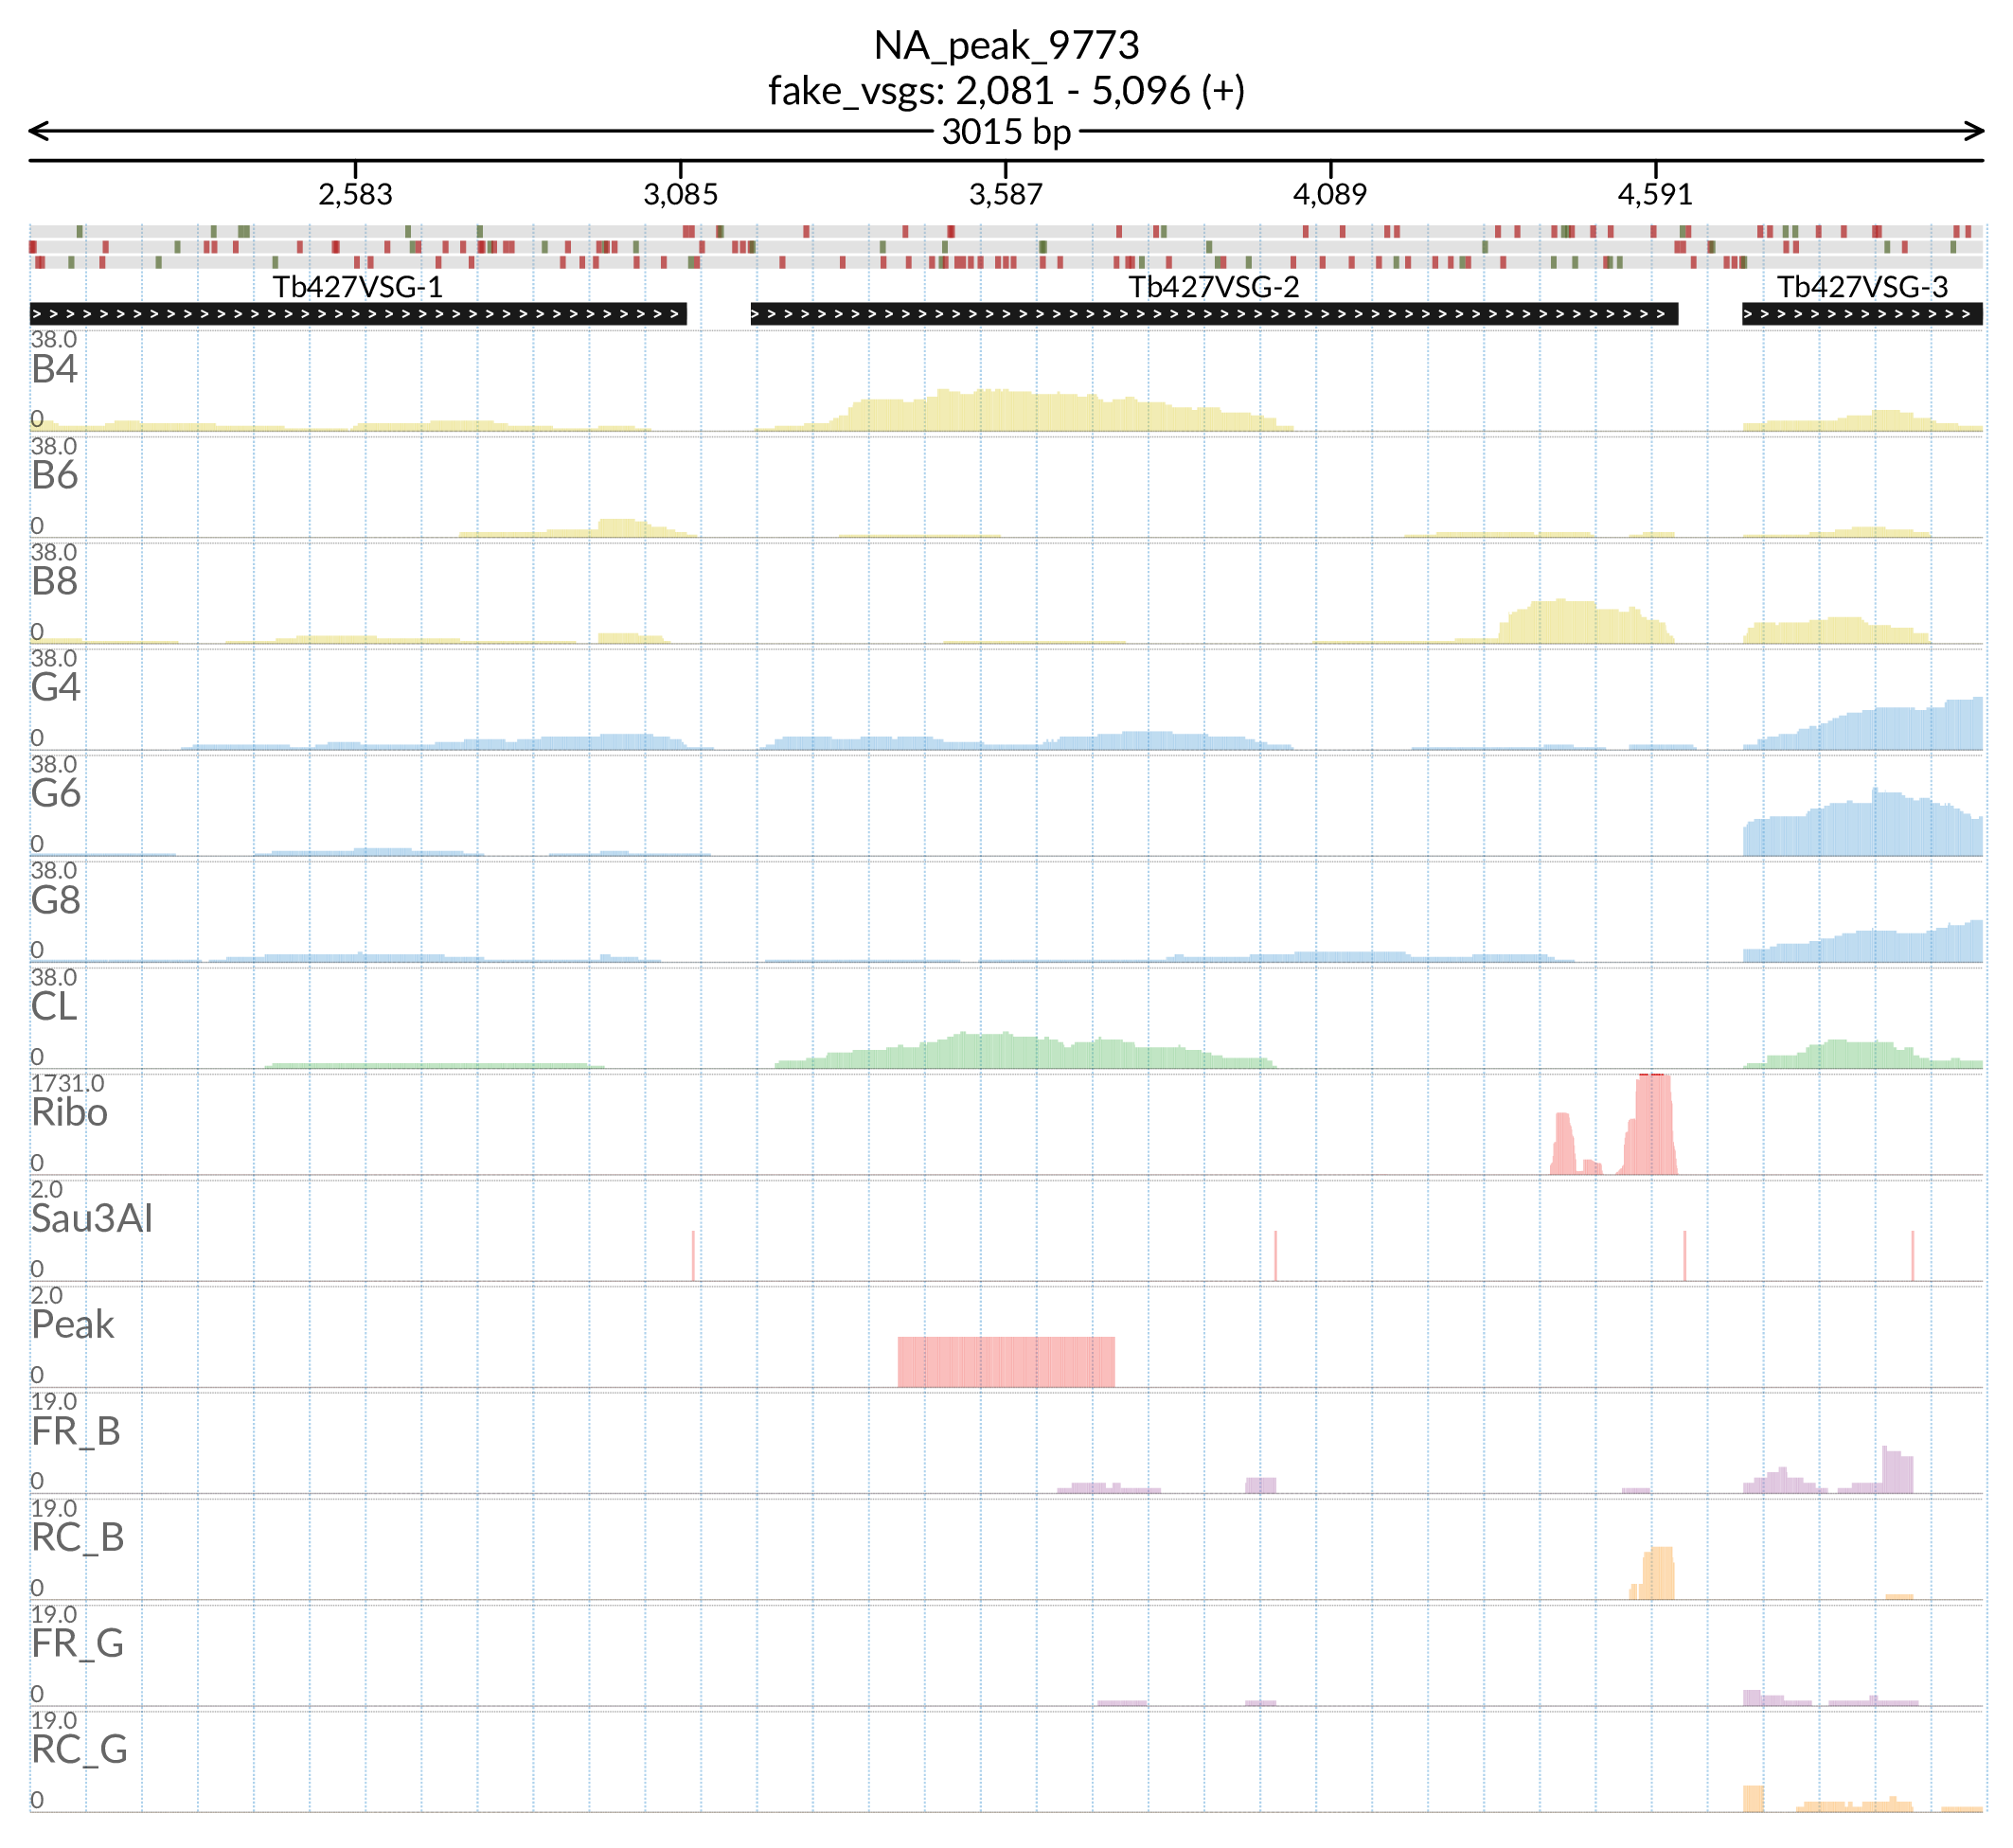 NA_peak_9773
fake_vsgs: 2,081 - 5,096 (+)
3015 bp
2,583 3,085 3,587 4,089 4,591
Tb427VSG-1 Tb427VSG-2 Tb427VSG-3
38.0
B4
0
38.0
B6
0
38.0
B8
0
38.0
G4
0
38.0
G6
0
38.0
G8
0
38.0
CL
0
1731.0
Ribo
0
2.0
Sau3AI
0
2.0
Peak
0
19.0
FR_B
0
19.0
RC_B
0
19.0
FR_G
0
19.0
RC_G
0